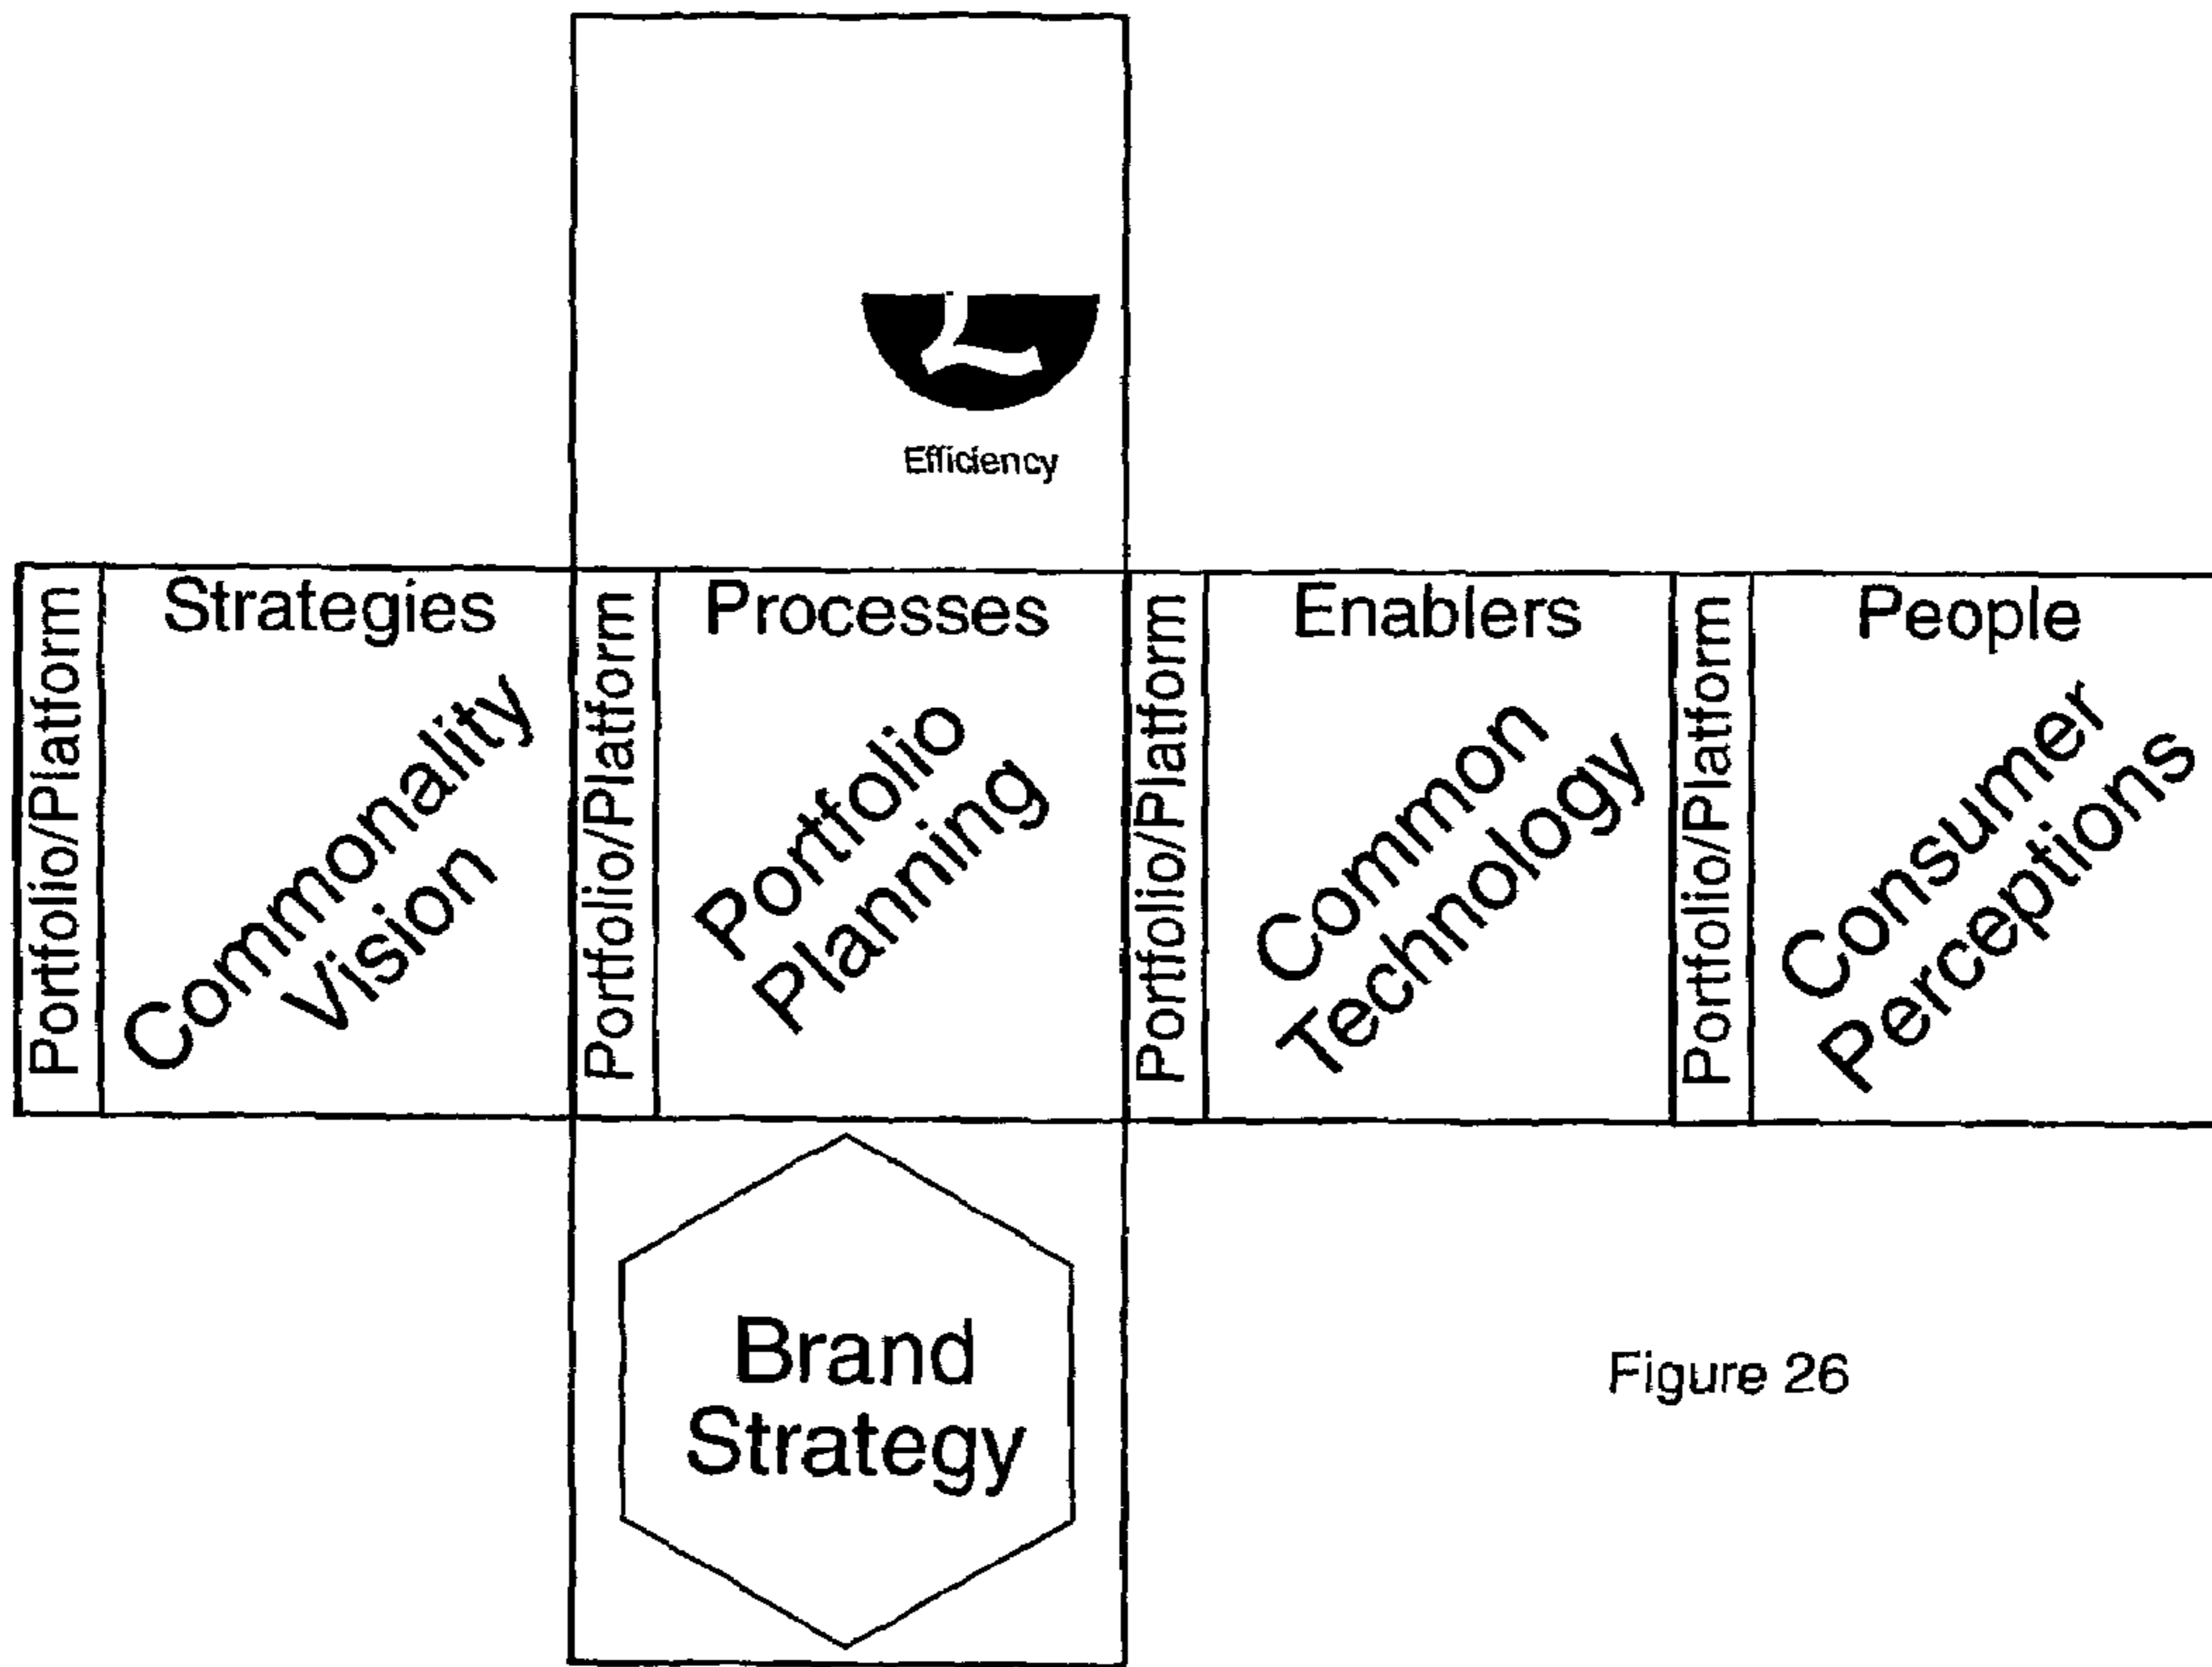 Efficiency
Portfolio/Platform
Strategies
Commonality
Vision
Portfolio/Platform
Processes
Portfolio
Planning
Portfolio/Platform
Enablers
Common
Technology
Portfolio/Platform
People
Consumer
Perceptions
Brand
Strategy
Figure 26